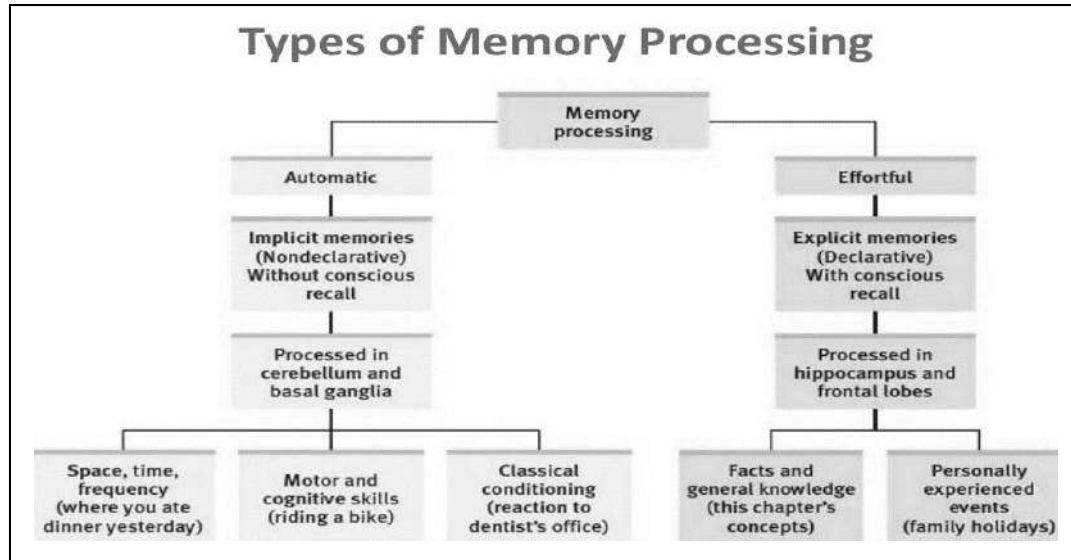 Types of Memory Processing
Memory
processing
Automatic
Effortful
Implicit memories
(Nondeclarative)
Without conscious
recall
Explicit memories
(Declarative)
With conscious
recall
Processed in
cerebellum and
basal ganglia
Processed in
hippocampus and
frontal lobes
Space, time,
frequency
(where you ate
dinner yesterday)
Motor and
cognitive skills
(riding a bike)
Classical
conditioning
(reaction to
dentist's office)
Facts and
general knowledge
(this chapter's
concepts)
Personally
experienced
events
(family holidays)